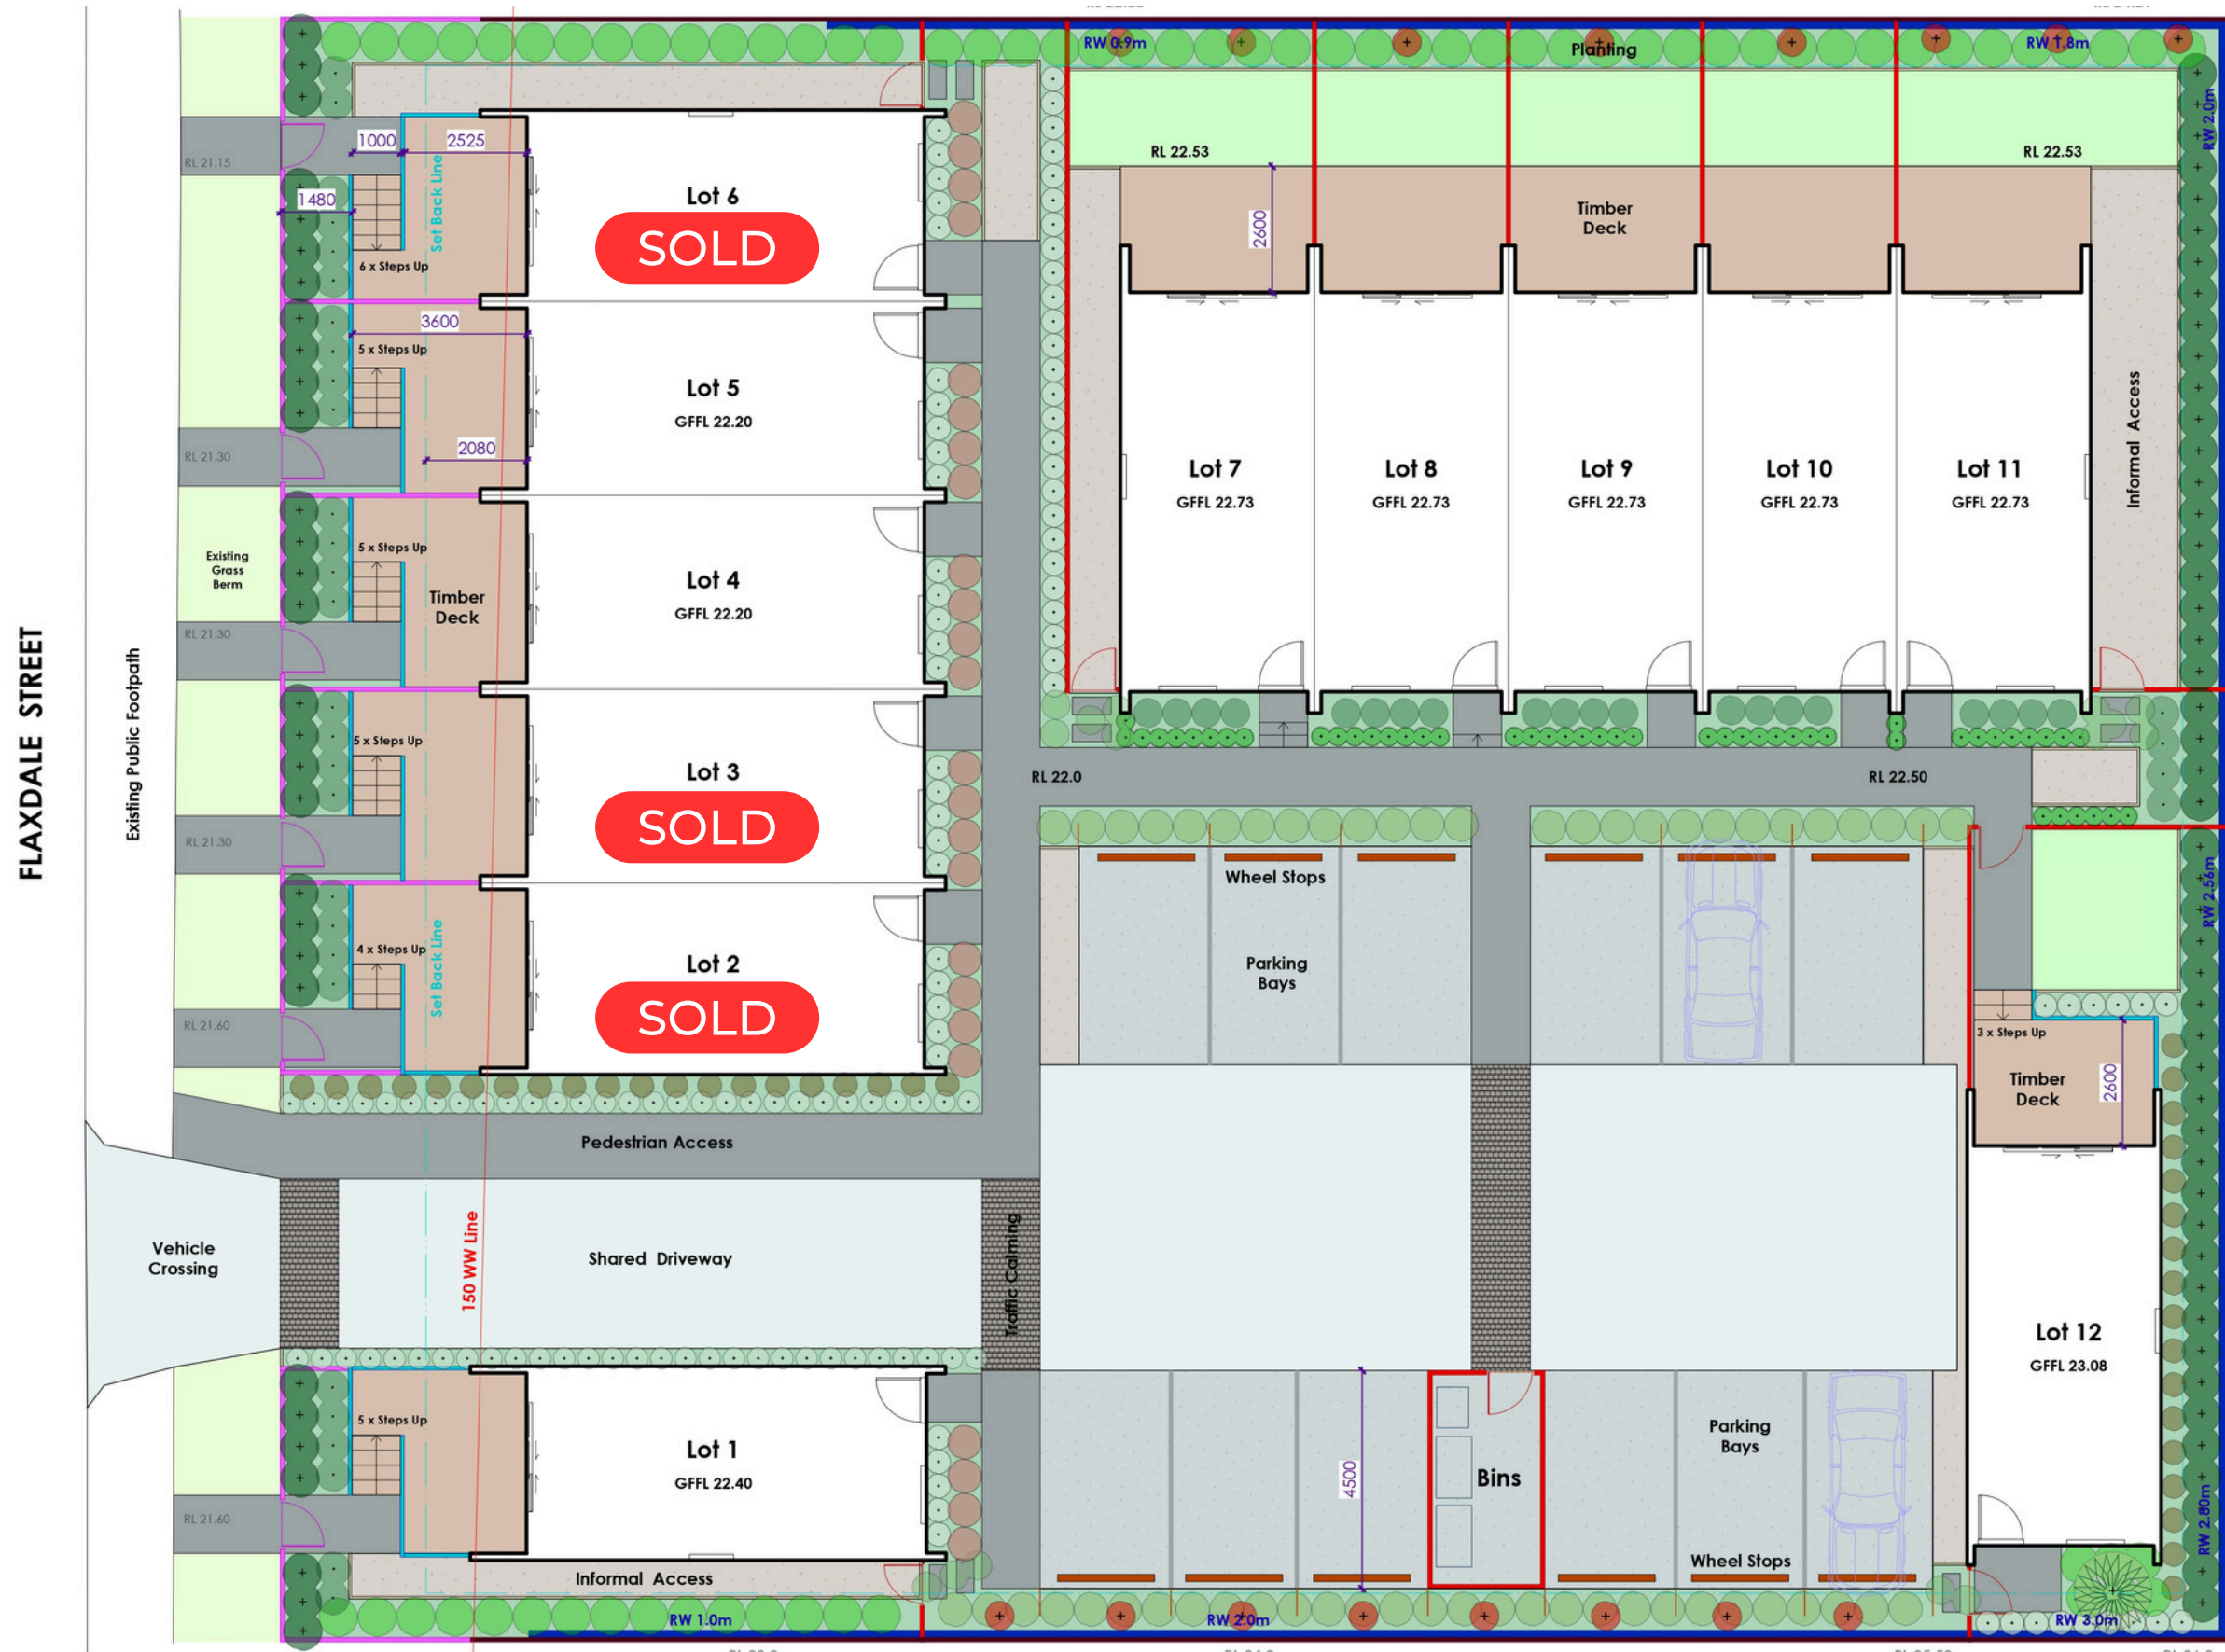 RW 0.9m
Planting
RW 1.8m
RW 2.0m
RL 21.15
1000
2525
Set Back Line
1480
6 x Steps Up
Lot 6
SOLD
RL 22.53
RL 22.53
2600
Timber
Deck
3600
5 x Steps Up
2080
RL 21.30
Lot 5
GFFL 22.20
Informal Access
Lot 7
GFFL 22.73
Lot 8
GFFL 22.73
Lot 9
GFFL 22.73
Lot 10
GFFL 22.73
Lot 11
GFFL 22.73
FLAXDALE STREET
Existing Public Footpath
Existing
Grass
Berm
5 x Steps Up
Timber
Deck
RL 21.30
Lot 4
GFFL 22.20
5 x Steps Up
RL 21.30
Lot 3
SOLD
RL 22.0
RL 22.50
4 x Steps Up
Set Back Line
RL 21.60
Lot 2
SOLD
Wheel Stops
Parking
Bays
RW 2.56m
3 x Steps Up
Timber
Deck
2600
Pedestrian Access
Vehicle
Crossing
150 WW Line
Shared Driveway
Traffic Calming
Lot 12
GFFL 23.08
5 x Steps Up
RL 21.60
Lot 1
GFFL 22.40
4500
Bins
Parking
Bays
Wheel Stops
RW 2.80m
Informal Access
RW 1.0m
RW 2.0m
RW 3.0m